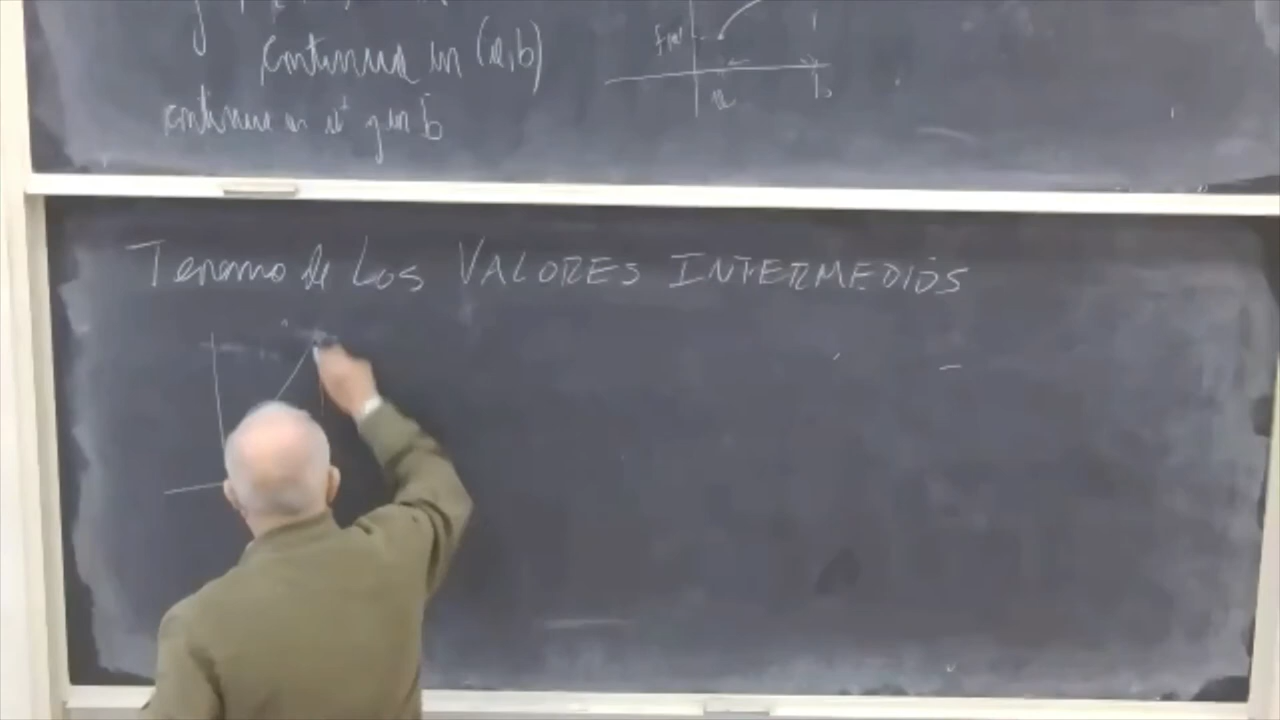 continua en (a,b)
continua en a⁺ y en b⁻
f(a)
a b
Teorema de Los VALORES INTERMEDIOS